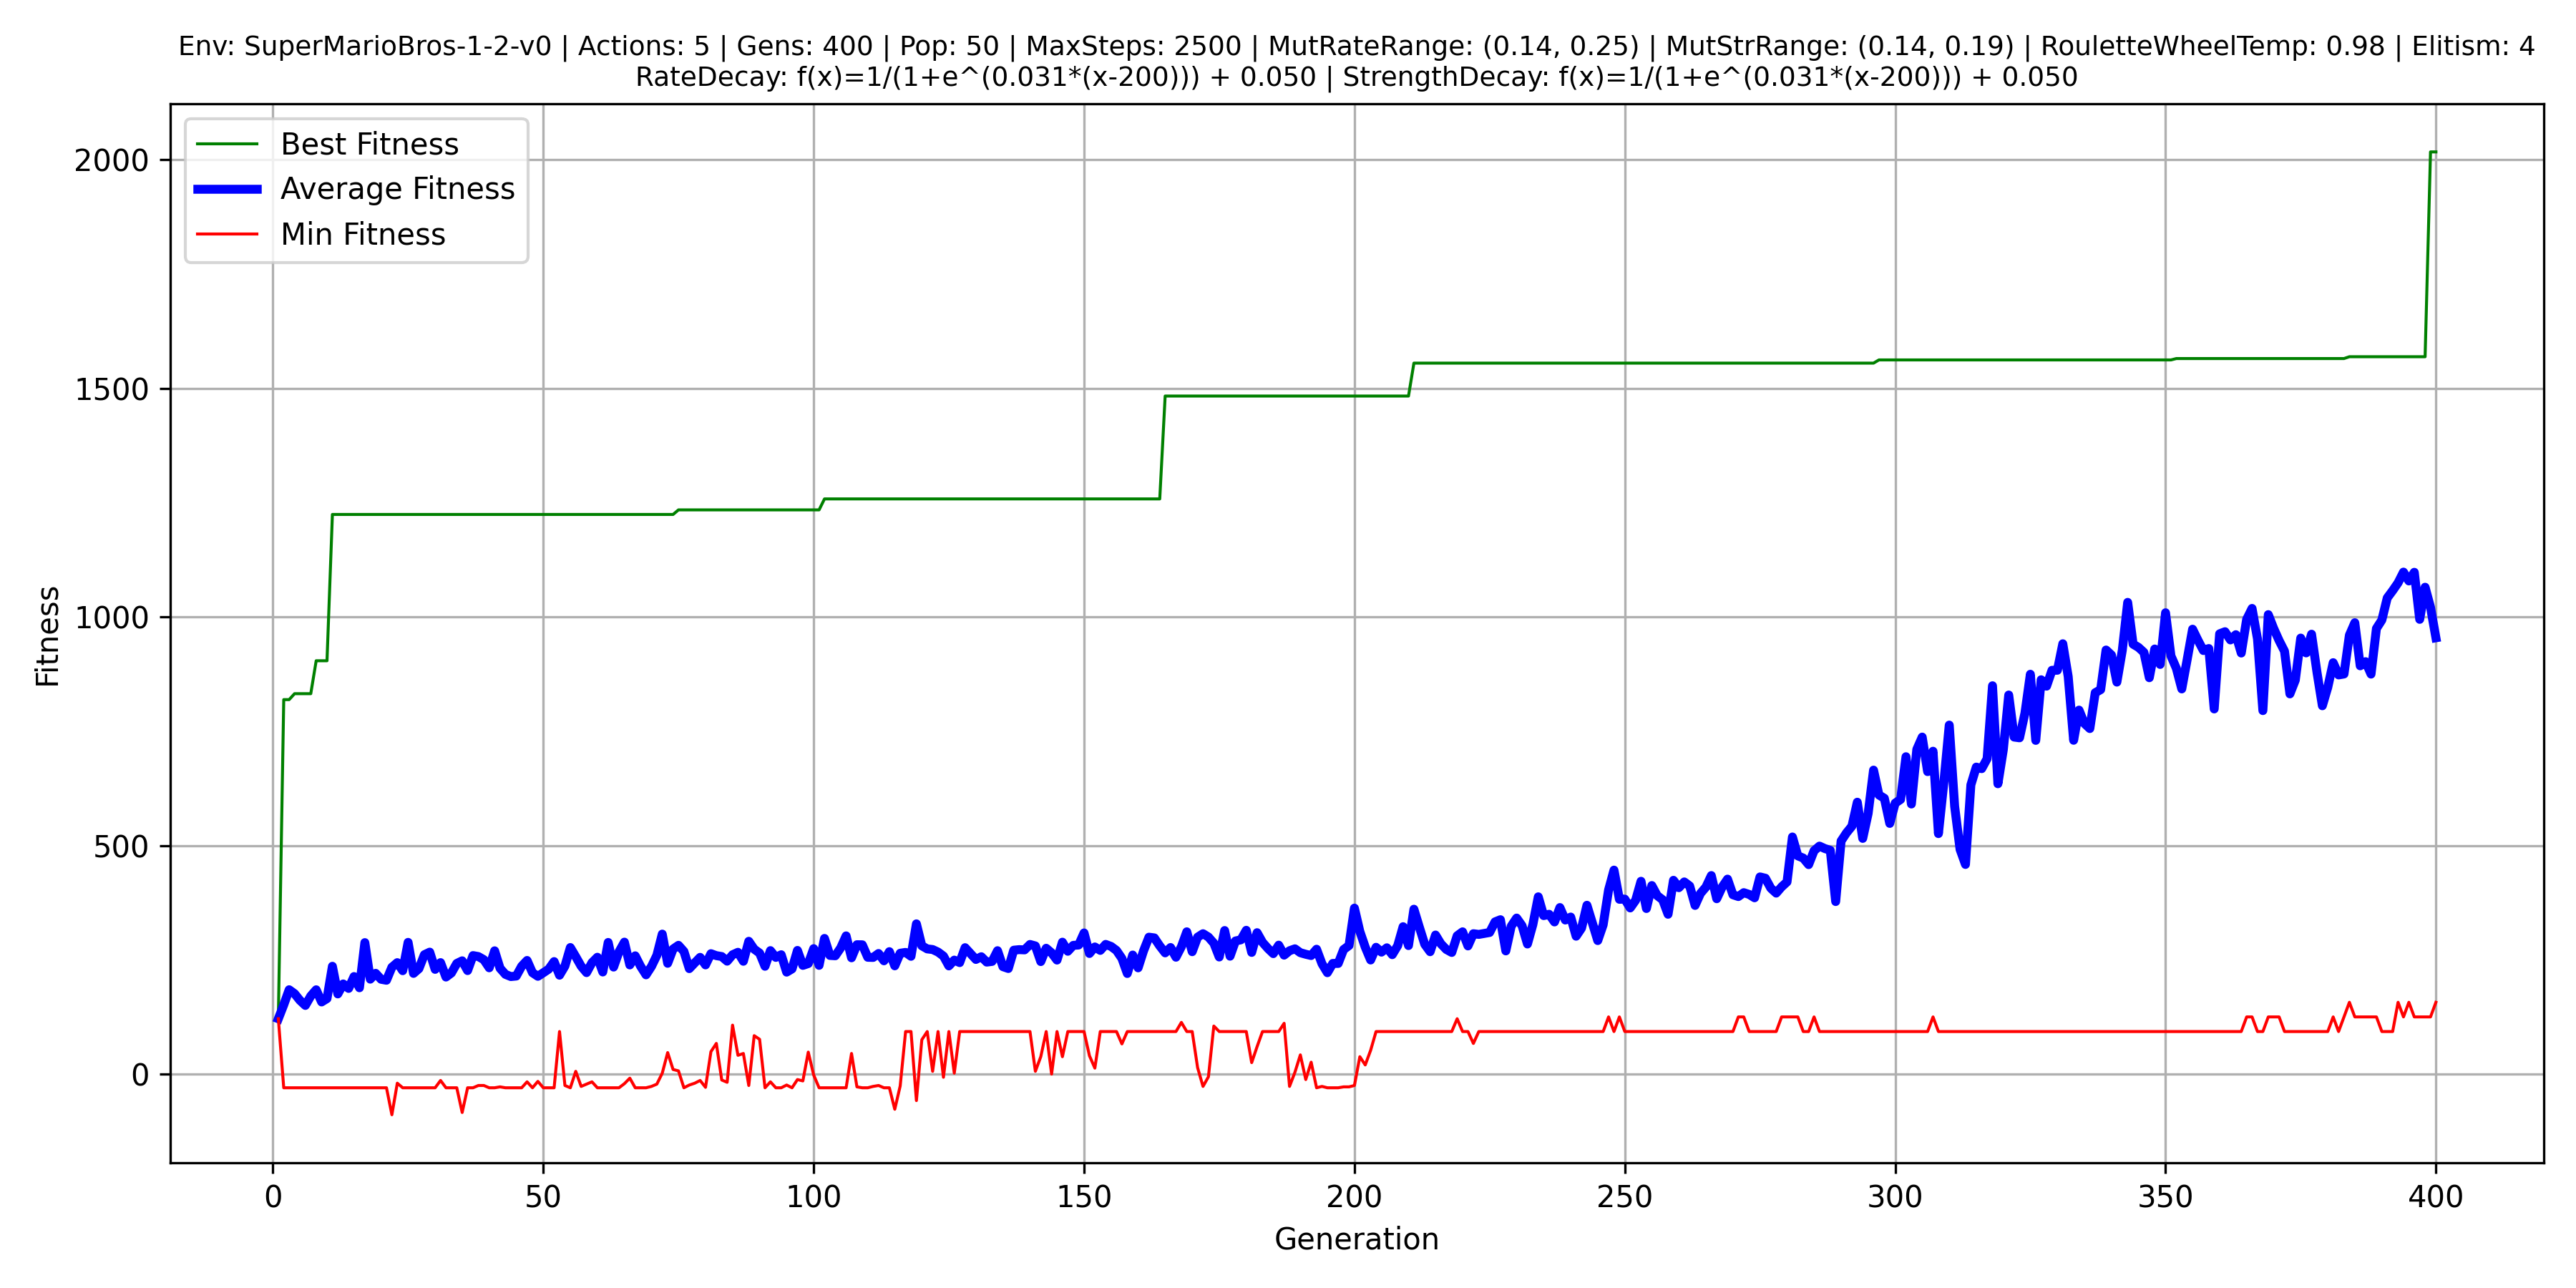 Env: SuperMarioBros-1-2-v0 | Actions: 5 | Gens: 400 | Pop: 50 | MaxSteps: 2500 | MutRateRange: (0.14, 0.25) | MutStrRange: (0.14, 0.19) | RouletteWheelTemp: 0.98 | Elitism: 4
RateDecay: f(x)=1/(1+e^(0.031*(x-200))) + 0.050 | StrengthDecay: f(x)=1/(1+e^(0.031*(x-200))) + 0.050
Best Fitness
Average Fitness
Min Fitness
2000
1500
1000
500
0
Fitness
0 50 100 150 200 250 300 350 400
Generation